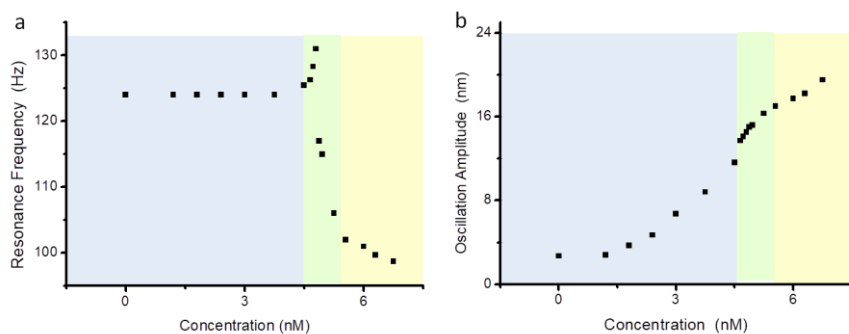 a
Resonance Frequency (Hz)
130
120
110
100
0
3
6
Concentration (nM)
b
Oscillation Amplitude (nm)
24
16
8
0
0
3
6
Concentration (nM)